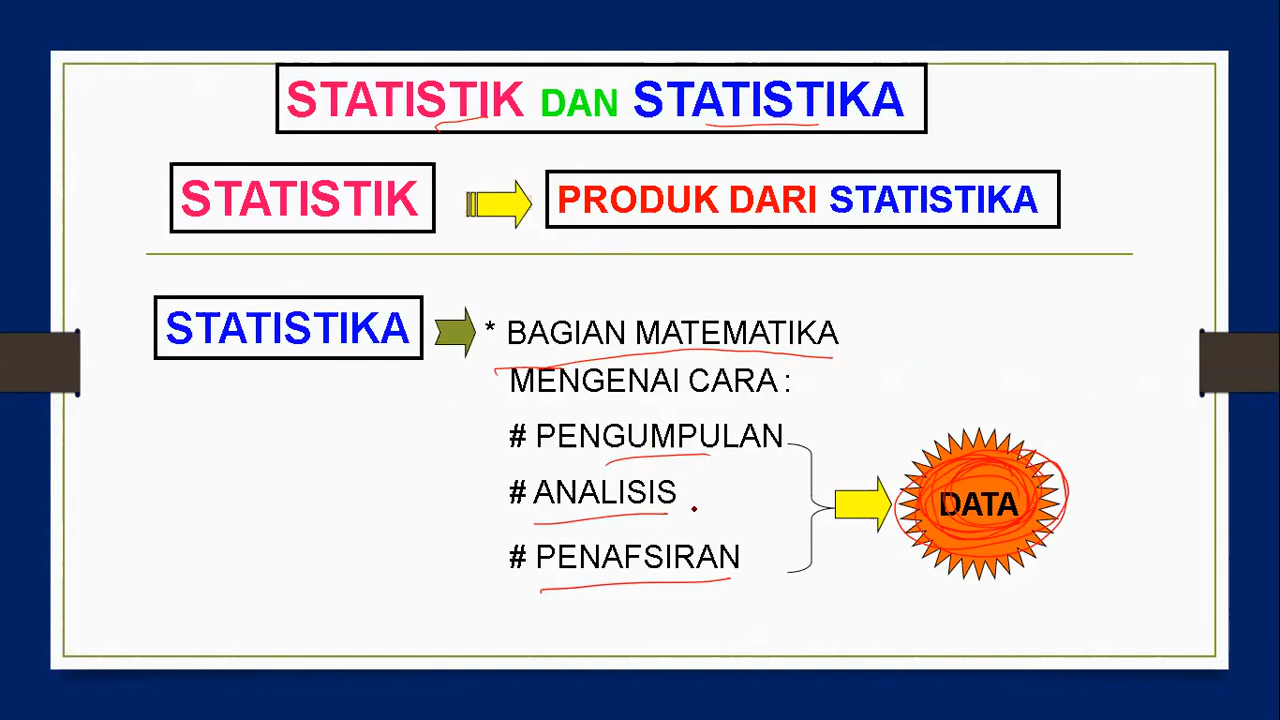 STATISTIK DAN STATISTIKA
STATISTIK
PRODUK DARI STATISTIKA
STATISTIKA
* BAGIAN MATEMATIKA
MENGENAI CARA :
# PENGUMPULAN
# ANALISIS
# PENAFSIRAN
DATA